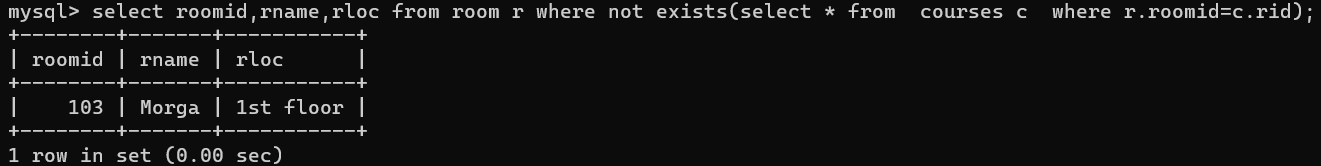 mysql> select roomid,rname,rloc from room r where not exists(select * from  courses c  where r.roomid=c.rid);
+--------+-------+-----------+
| roomid | rname | rloc      |
+--------+-------+-----------+
|    103 | Morga | 1st floor |
+--------+-------+-----------+
1 row in set (0.00 sec)